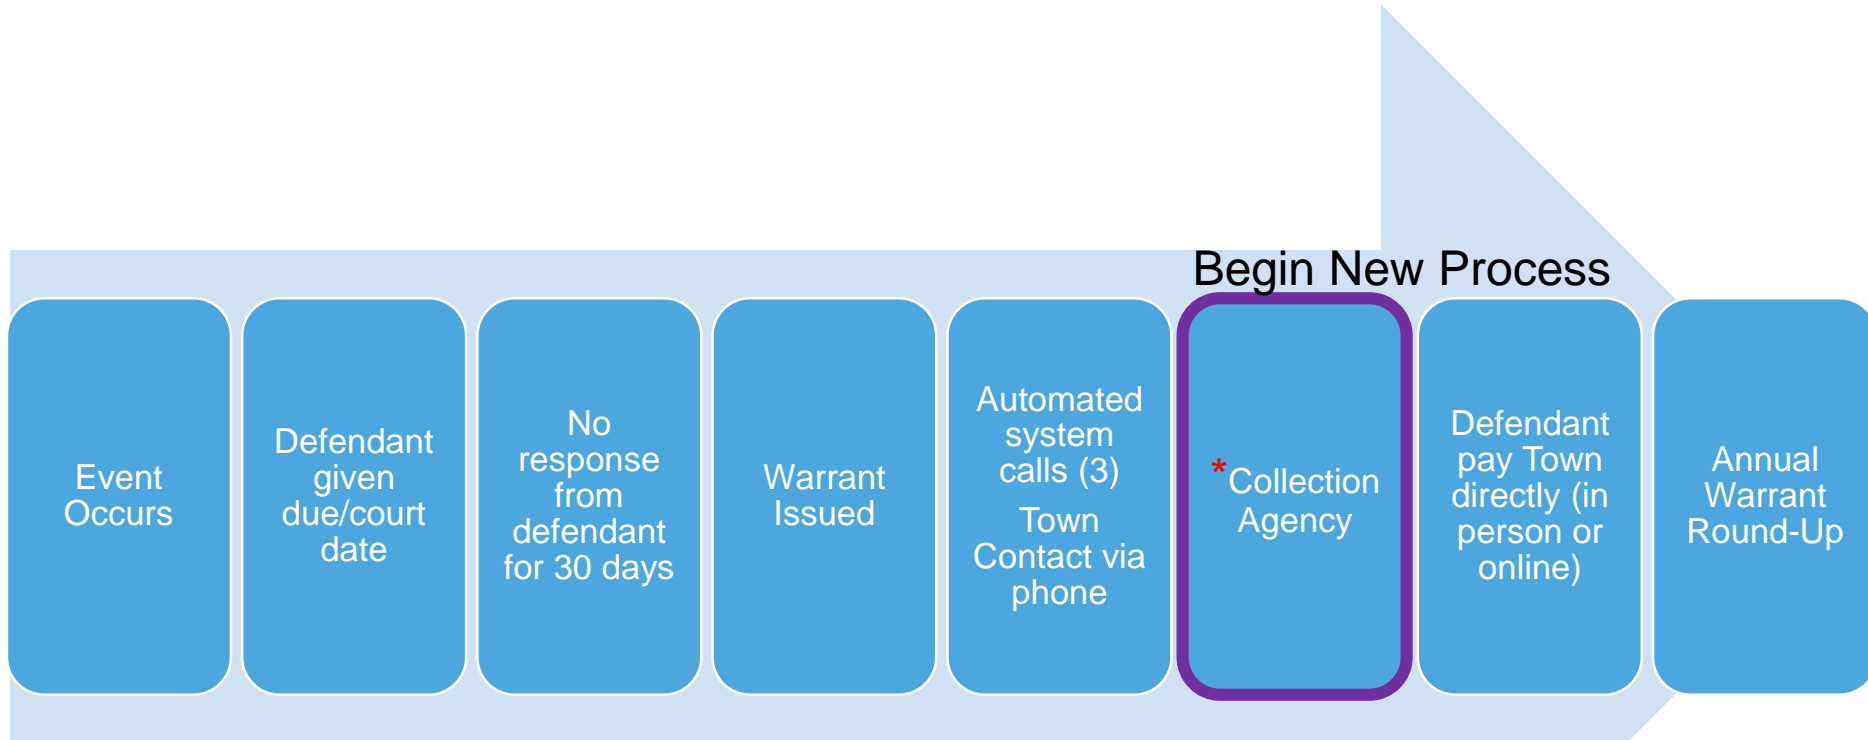 Begin New Process
Event
Occurs
Defendant
given
due/court
date
No
response
from
defendant
for 30 days
Warrant
Issued
Automated
system
calls (3)
Town
Contact via
phone
*Collection
Agency
Defendant
pay Town
directly (in
person or
online)
Annual
Warrant
Round-Up